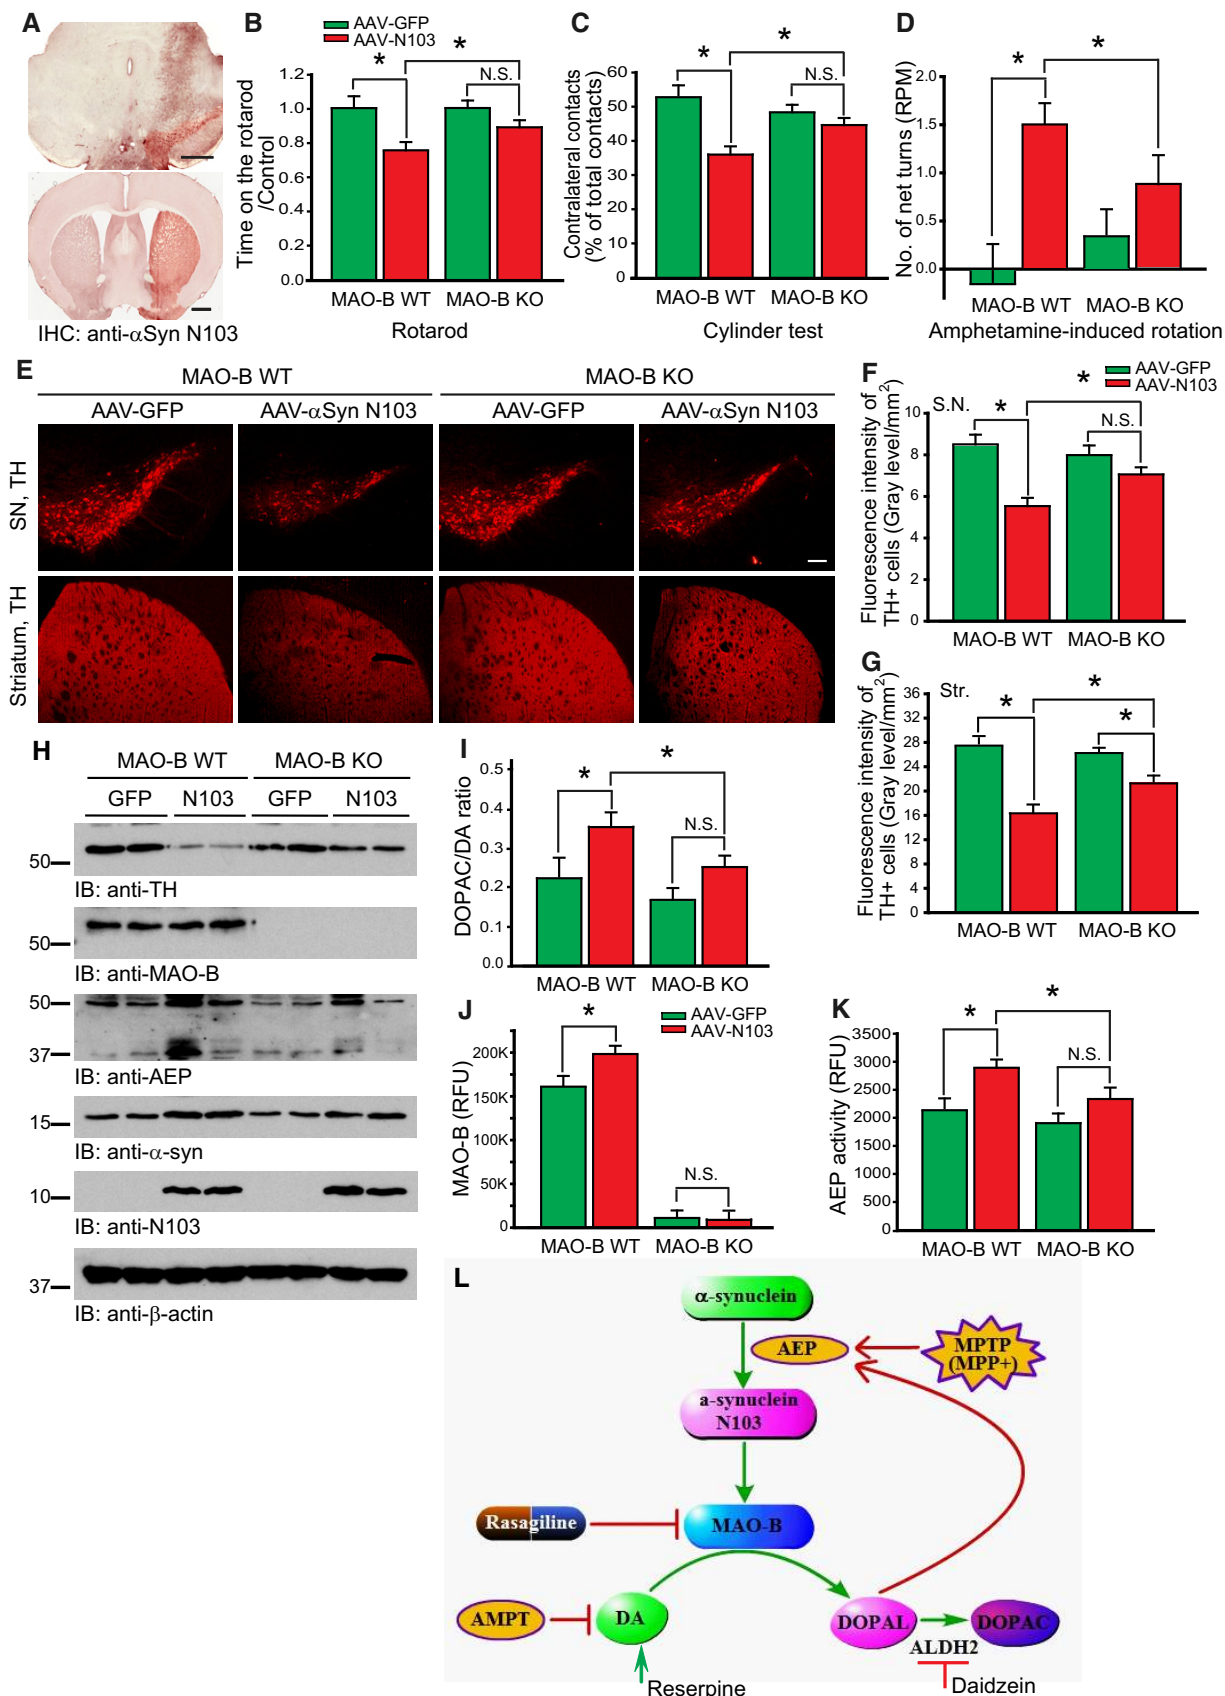 A
IHC: anti-αSyn N103
B
AAV-GFP
AAV-N103
*
*
N.S.
Time on the rotarod
/Control
1.2
1.0
0.8
0.6
0.4
0.2
0.0
MAO-B WT
MAO-B KO
Rotarod
C
*
*
N.S.
Contralateral contacts
(% of total contacts)
60
50
40
30
20
10
0
MAO-B WT
MAO-B KO
Cylinder test
D
*
*
No. of net turns (RPM)
2.0
1.5
1.0
0.5
0.0
MAO-B WT
MAO-B KO
Amphetamine-induced rotation
E
MAO-B WT
MAO-B KO
AAV-GFP
AAV-αSyn N103
AAV-GFP
AAV-αSyn N103
SN, TH
Striatum, TH
F
AAV-GFP
AAV-N103
S.N.
*
*
N.S.
Fluorescence intensity of
TH+ cells (Gray level/mm²)
10
8
6
4
2
0
MAO-B WT
MAO-B KO
G
Str.
*
*
*
Fluorescence intensity of
TH+ cells (Gray level/mm²)
36
32
28
24
20
16
12
8
4
0
MAO-B WT
MAO-B KO
H
MAO-B WT
MAO-B KO
GFP
N103
GFP
N103
50
IB: anti-TH
50
IB: anti-MAO-B
50
37
IB: anti-AEP
15
IB: anti-α-syn
10
IB: anti-N103
37
IB: anti-β-actin
I
*
*
N.S.
DOPAC/DA ratio
0.5
0.4
0.3
0.2
0.1
0.0
MAO-B WT
MAO-B KO
J
AAV-GFP
AAV-N103
*
N.S.
MAO-B (RFU)
200K
150K
100K
50K
0
MAO-B WT
MAO-B KO
K
*
*
N.S.
AEP activity (RFU)
3500
3000
2500
2000
1500
1000
500
0
MAO-B WT
MAO-B KO
L
α-synuclein
AEP
MPTP
(MPP+)
a-synuclein
N103
Rasagiline
MAO-B
AMPT
DA
DOPAL
DOPAC
ALDH2
Reserpine
Daidzein